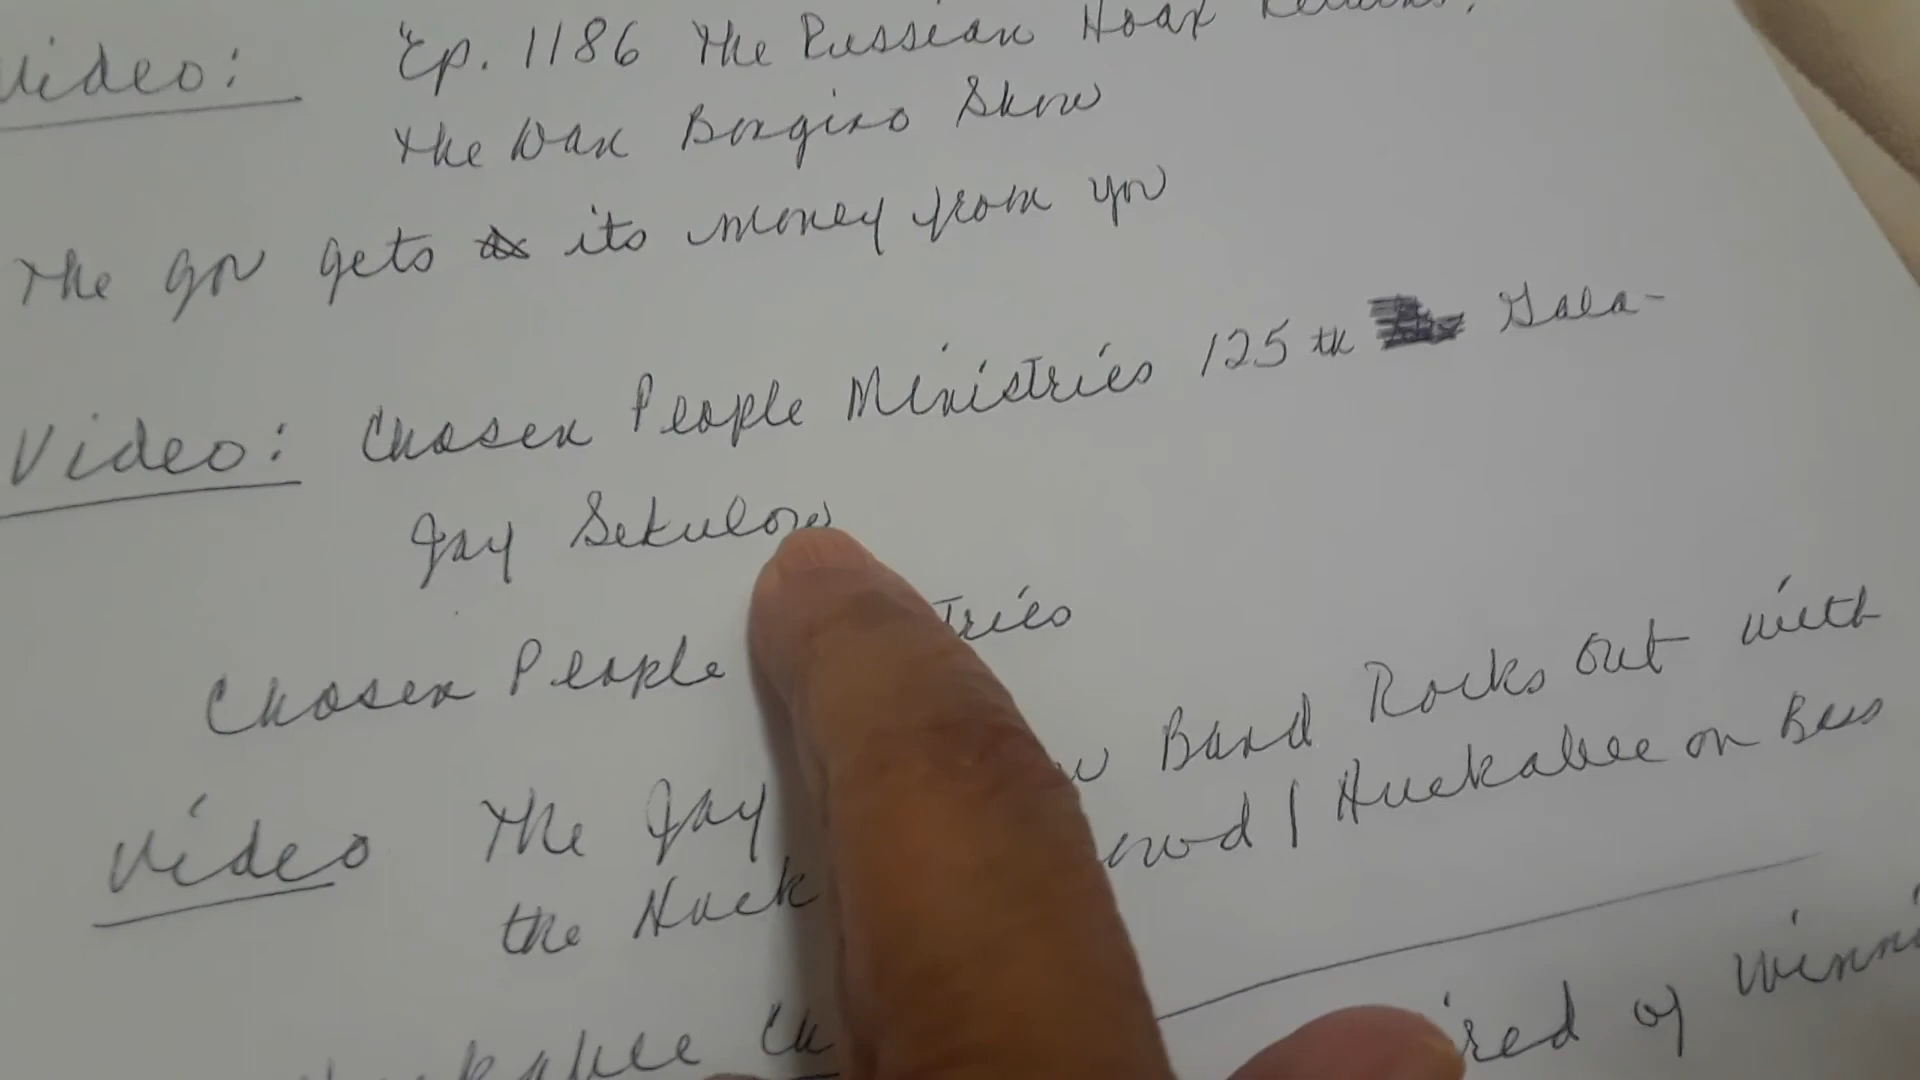 Video: Ep. 1186 The Russian Hoax Returns.
The Dan Bongino Show
The gov gets its money from you
Video: Chosen People Ministries 125th Gala-
Jay Sekulow
Chosen People
Video The Jay Band Rocks Out with
the Huck | Huckabee on Bass
of